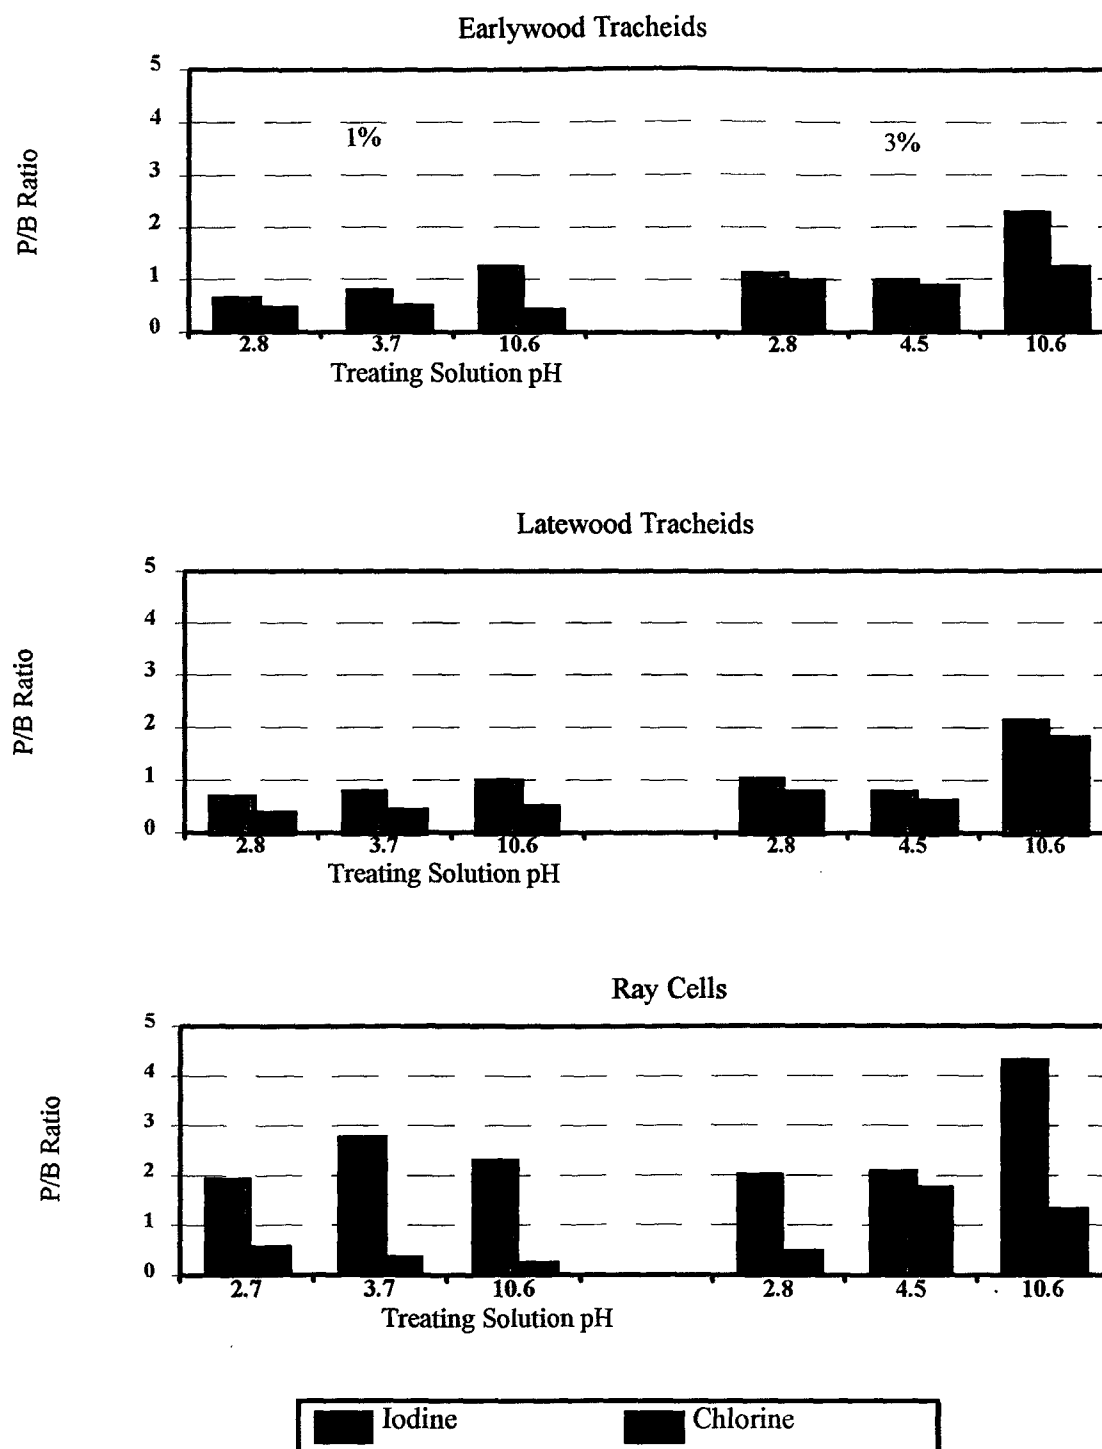 Earlywood Tracheids
5
4
1%
3%
3
P/B Ratio
2
1
0
2.8 3.7 10.6 2.8 4.5 10.6
Treating Solution pH
Latewood Tracheids
5
4
3
P/B Ratio
2
1
0
2.8 3.7 10.6 2.8 4.5 10.6
Treating Solution pH
Ray Cells
5
4
3
P/B Ratio
2
1
0
2.7 3.7 10.6 2.8 4.5 10.6
Treating Solution pH
Iodine Chlorine